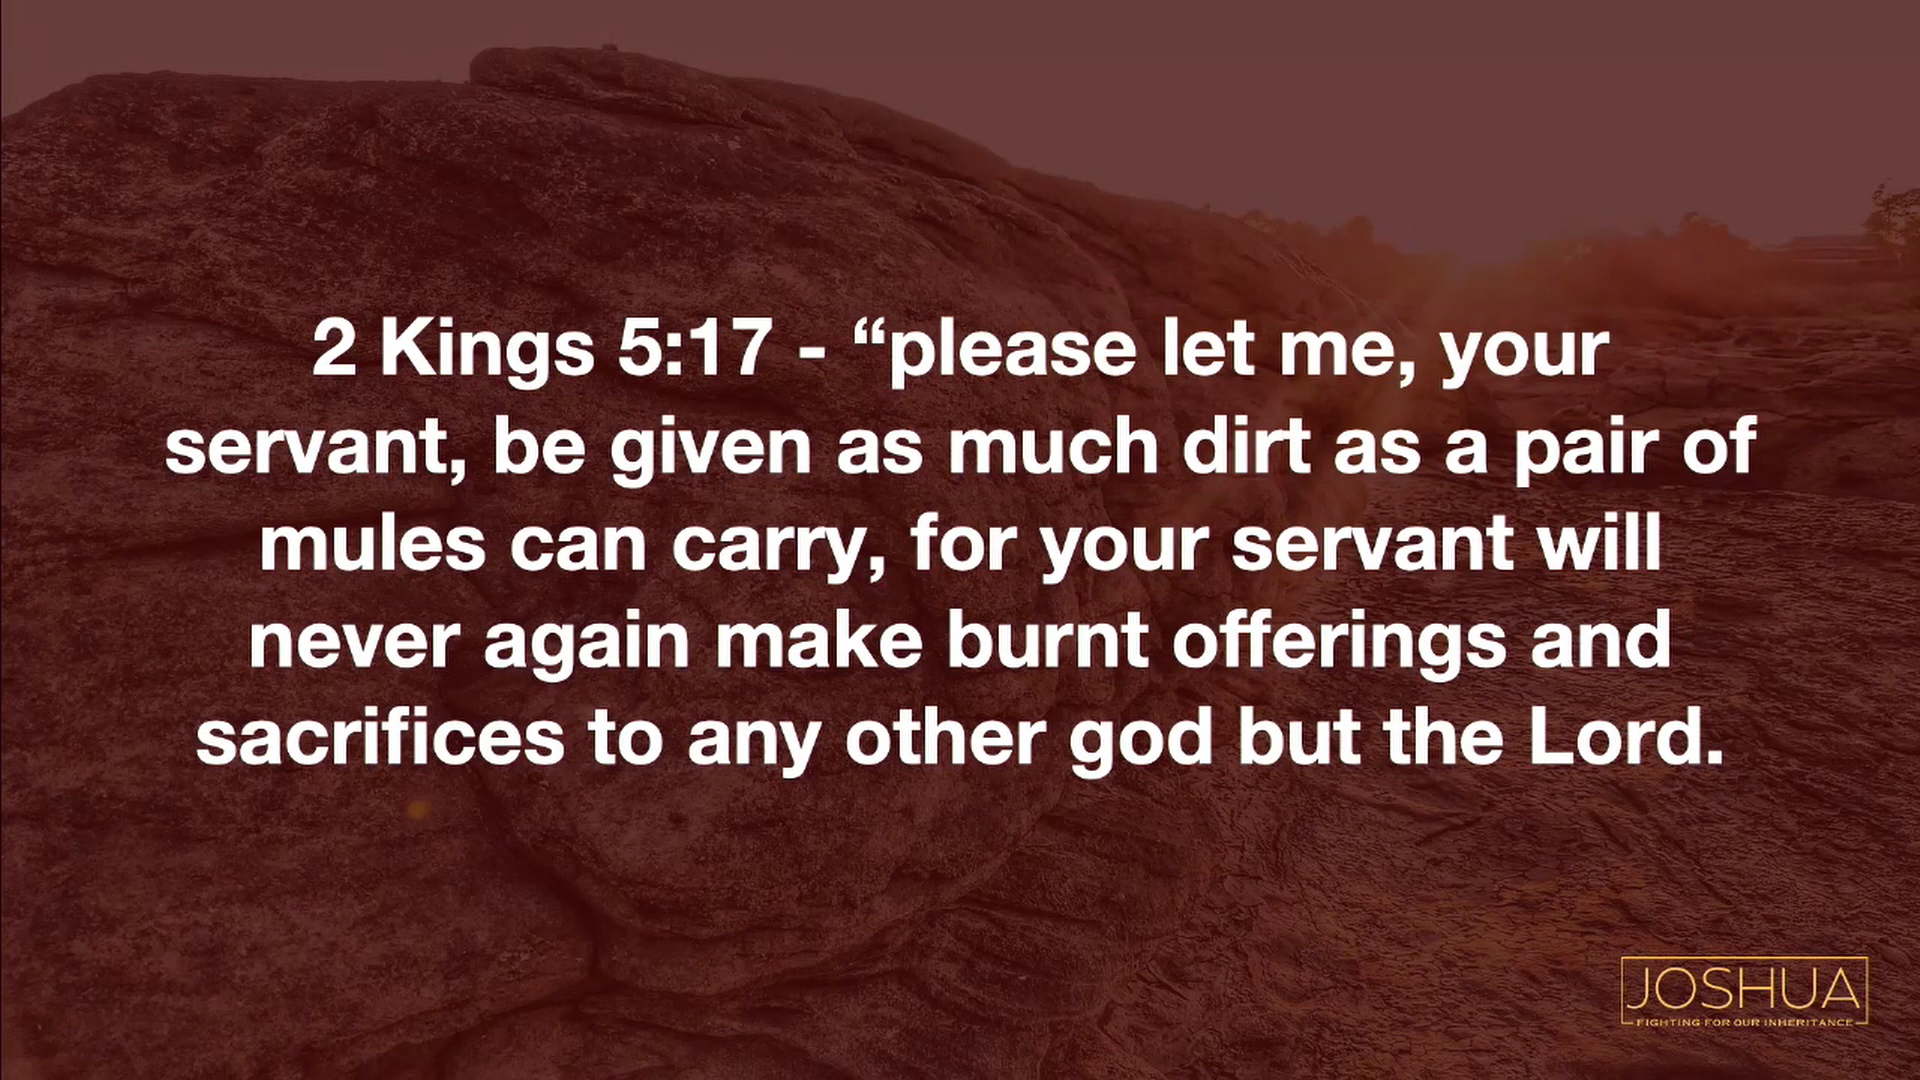 2 Kings 5:17 - “please let me, your
servant, be given as much dirt as a pair of
mules can carry, for your servant will
never again make burnt offerings and
sacrifices to any other god but the Lord.
JOSHUA
FIGHTING FOR OUR INHERITANCE